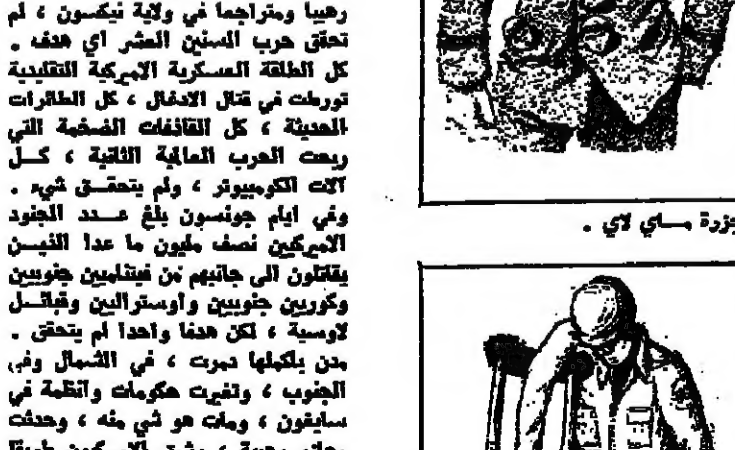 رهيبا ومتراجعا في ولاية نيكسون ، لم
تحقق حرب السنين العشر اي هدف .
كل الطاقة العسكرية الاميركية التقليدية
تورطت في قتال الادغال ، كل الطائرات
الحديثة ، كل القاذفات الضخمة التي
ربحت الحرب العالمية الثانية ، كل
آلات الكومبيوتر ، ولم يتحقق شيء .
وفي ايام جونسون بلغ عدد الجنود
الاميركيين نصف مليون ما عدا الذين
يقاتلون الى جانبهم من فيتناميين جنوبيين
وكوريين جنوبيين واوستراليين وقبائل
لاوسية ، لكن هدفا واحدا لم يتحقق .
مدن بأكملها دمرت ، في الشمال وفي
الجنوب ، وتغيرت حكومات وانظمة في
سايغون ، ومات هو شي منه ، وحدثت
جزرة ماي لاي .